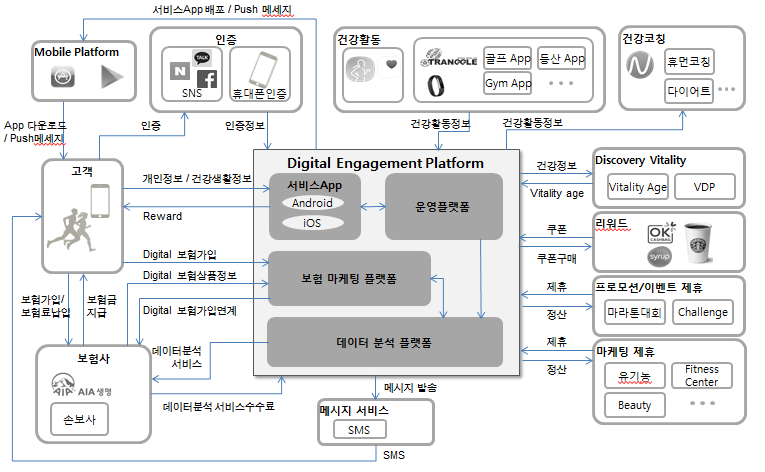 서비스App 배포 / Push 메세지
Mobile Platform
인증
TALK
N
SNS
휴대폰인증
건강활동
TRANGGLE
골프 App
등산 App
Gym App
건강코칭
휴먼코칭
다이어트
App 다운로드
/ Push메세지
인증
인증정보
건강활동정보
건강활동정보
고객
개인정보 / 건강생활정보
Reward
Digital 보험가입
Digital 보험상품정보
Digital 보험가입연계
보험가입/
보험료납입
보험금
지급
Digital Engagement Platform
서비스App
Android
iOS
운영플랫폼
보험 마케팅 플랫폼
데이터 분석 플랫폼
건강정보
Vitality age
Discovery Vitality
Vitality Age
VDP
쿠폰
쿠폰구매
리워드
OK
CASHBAG
syrup
제휴
정산
프로모션/이벤트 제휴
마라톤대회
Challenge
제휴
정산
마케팅 제휴
유기농
Fitness
Center
Beauty
보험사
AIA
AIA 생명
손보사
데이터분석
서비스
데이터분석 서비스수수료
메시지 발송
메시지 서비스
SMS
SMS